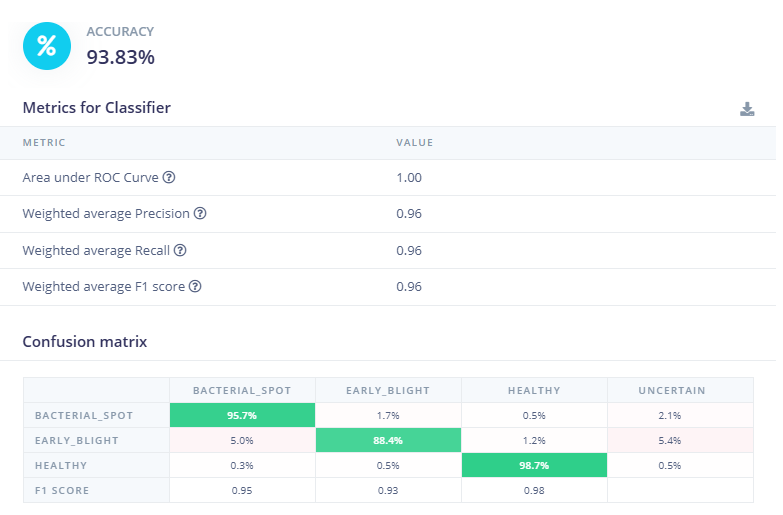 %
ACCURACY
93.83%
Metrics for Classifier
METRIC VALUE
Area under ROC Curve ? 1.00
Weighted average Precision ? 0.96
Weighted average Recall ? 0.96
Weighted average F1 score ? 0.96
Confusion matrix
BACTERIAL_SPOT EARLY_BLIGHT HEALTHY UNCERTAIN
BACTERIAL_SPOT 95.7% 1.7% 0.5% 2.1%
EARLY_BLIGHT 5.0% 88.4% 1.2% 5.4%
HEALTHY 0.3% 0.5% 98.7% 0.5%
F1 SCORE 0.95 0.93 0.98